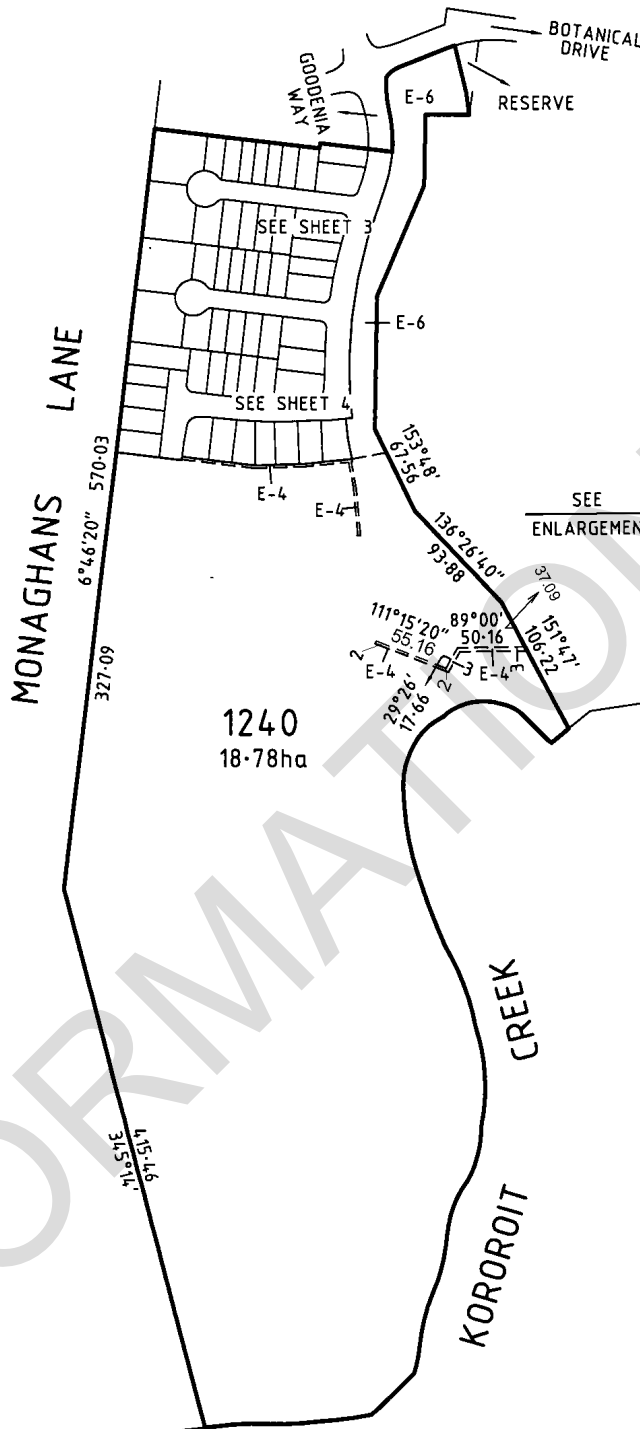 BOTANICAL
DRIVE
GOODENIA
WAY
E-6
RESERVE
SEE SHEET 3
E-6
LANE
SEE SHEET 4
153°48'
67·56
570·03
E-4
E-4
SEE
ENLARGEMEN
136°26'40"
93·88
6°46'20"
MONAGHANS
37.09
111°15'20"
55.16
89°00'
50·16
151°47'
106·22
2
E-4
2
3
E-4
3
29°26'
17·66
327·09
1240
18·78ha
CREEK
415·46
345°14'
KOROROIT
ORMATION